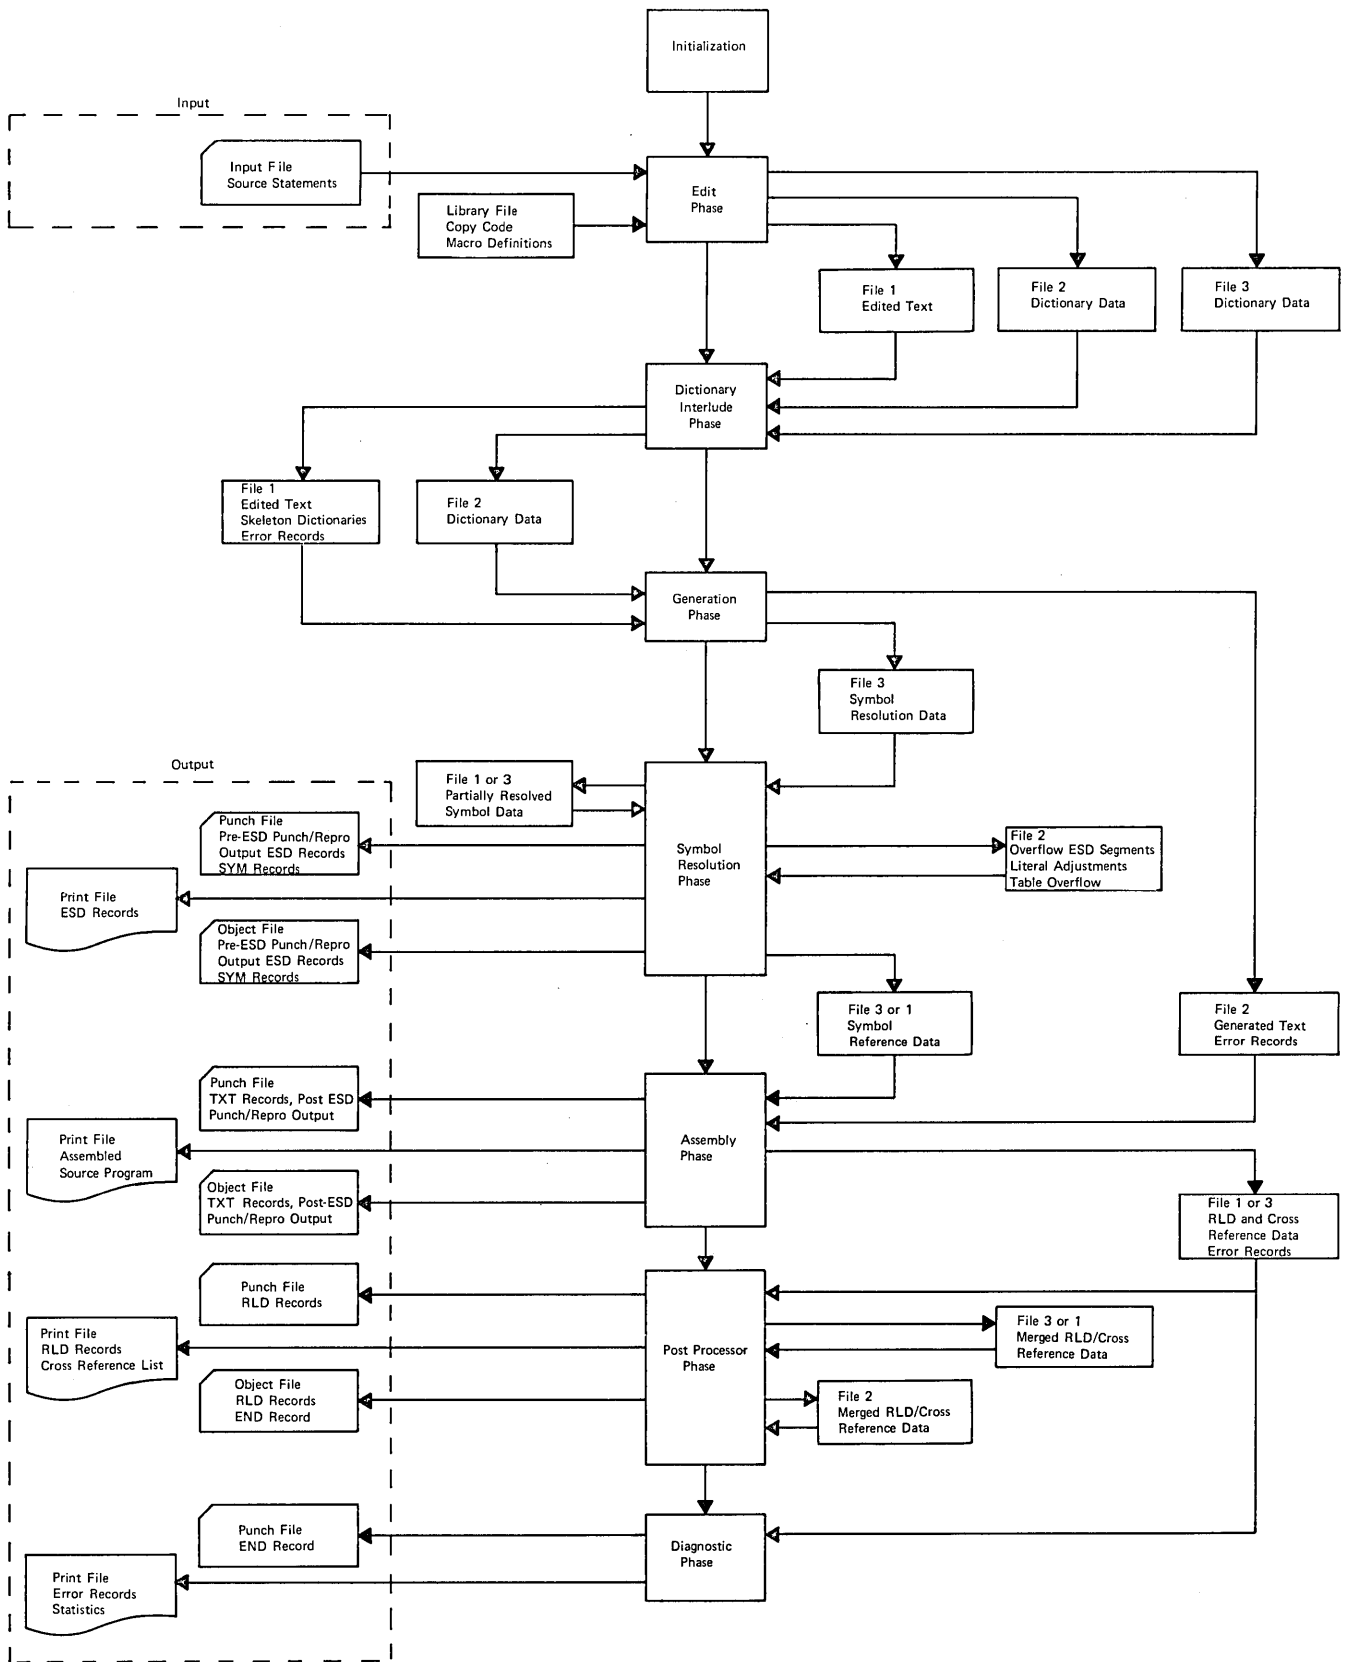 Initialization
Input
Input File
Source Statements
Edit
Phase
Library File
Copy Code
Macro Definitions
File 1
Edited Text
File 2
Dictionary Data
File 3
Dictionary Data
Dictionary
Interlude
Phase
File 1
Edited Text
Skeleton Dictionaries
Error Records
File 2
Dictionary Data
Generation
Phase
File 3
Symbol
Resolution Data
Output
File 1 or 3
Partially Resolved
Symbol Data
Punch File
Pre-ESD Punch/Repro
Output ESD Records
SYM Records
Symbol
Resolution
Phase
File 2
Overflow ESD Segments
Literal Adjustments
Table Overflow
Print File
ESD Records
Object File
Pre-ESD Punch/Repro
Output ESD Records
SYM Records
File 3 or 1
Symbol
Reference Data
File 2
Generated Text
Error Records
Punch File
TXT Records, Post ESD
Punch/Repro Output
Print File
Assembled
Source Program
Assembly
Phase
Object File
TXT Records, Post-ESD
Punch/Repro Output
File 1 or 3
RLD and Cross
Reference Data
Error Records
Punch File
RLD Records
Print File
RLD Records
Cross Reference List
Post Processor
Phase
File 3 or 1
Merged RLD/Cross
Reference Data
Object File
RLD Records
END Record
File 2
Merged RLD/Cross
Reference Data
Punch File
END Record
Diagnostic
Phase
Print File
Error Records
Statistics